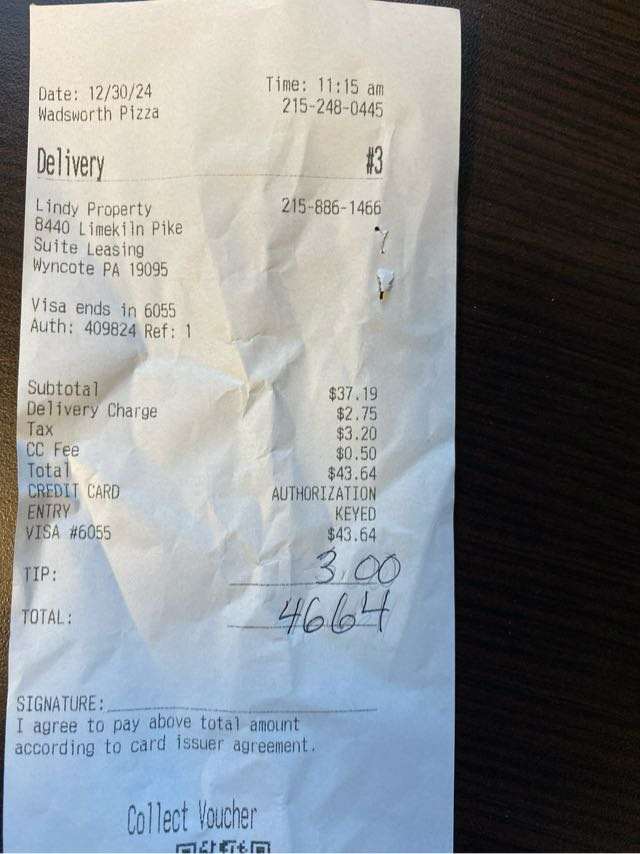 Date: 12/30/24 Time: 11:15 am
Wadsworth Pizza 215-248-0445
Delivery #3
Lindy Property 215-886-1466
8440 Limekiln Pike
Suite Leasing
Wyncote PA 19095
Visa ends in 6055
Auth: 409824 Ref: 1
Subtotal $37.19
Delivery Charge $2.75
Tax $3.20
CC Fee $0.50
Total $43.64
CREDIT CARD AUTHORIZATION
ENTRY KEYED
VISA #6055 $43.64
TIP: 3.00
TOTAL: 4664
SIGNATURE:
I agree to pay above total amount
according to card issuer agreement.
Collect Voucher